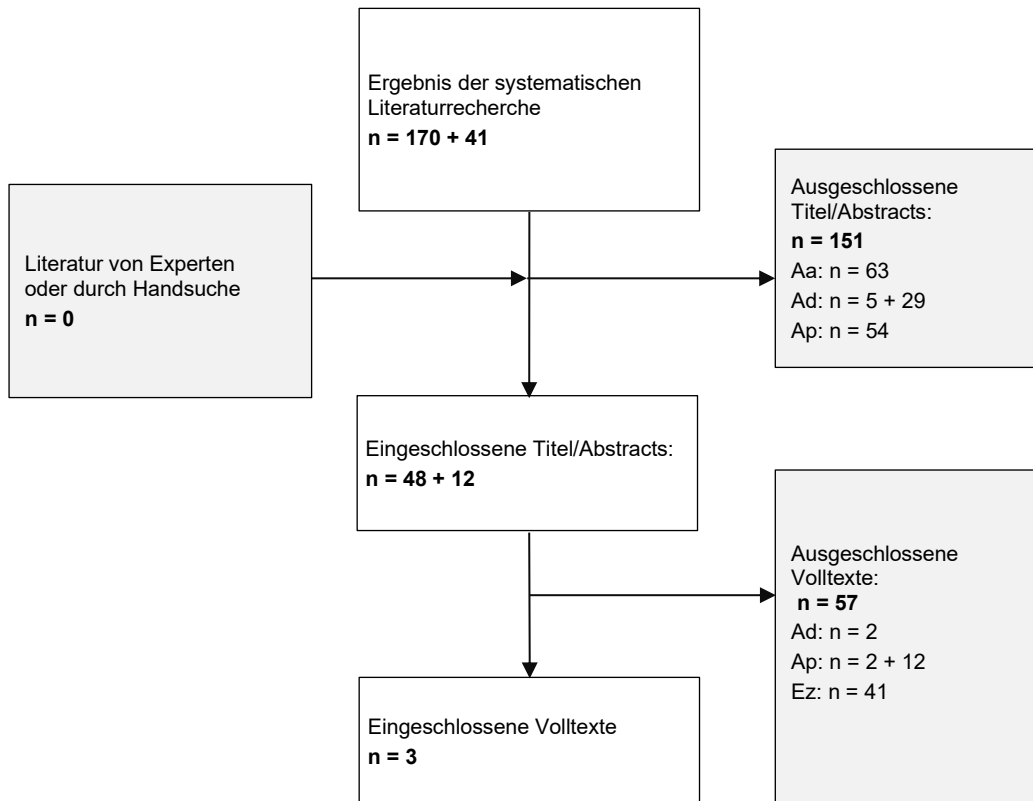 Ergebnis der systematischen
Literaturrecherche
n = 170 + 41
Literatur von Experten
oder durch Handsuche
n = 0
Ausgeschlossene
Titel/Abstracts:
n = 151
Aa: n = 63
Ad: n = 5 + 29
Ap: n = 54
Eingeschlossene Titel/Abstracts:
n = 48 + 12
Ausgeschlossene
Volltexte:
n = 57
Ad: n = 2
Ap: n = 2 + 12
Ez: n = 41
Eingeschlossene Volltexte
n = 3